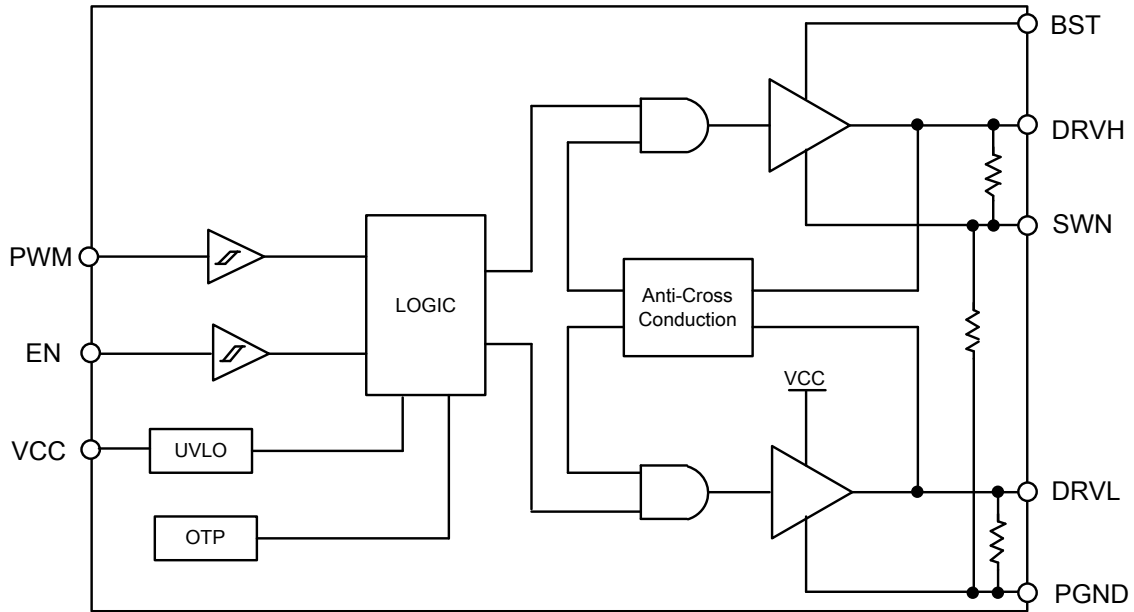 BST
DRVH
SWN
PWM
LOGIC
Anti-Cross
Conduction
EN
VCC
VCC
UVLO
DRVL
OTP
PGND